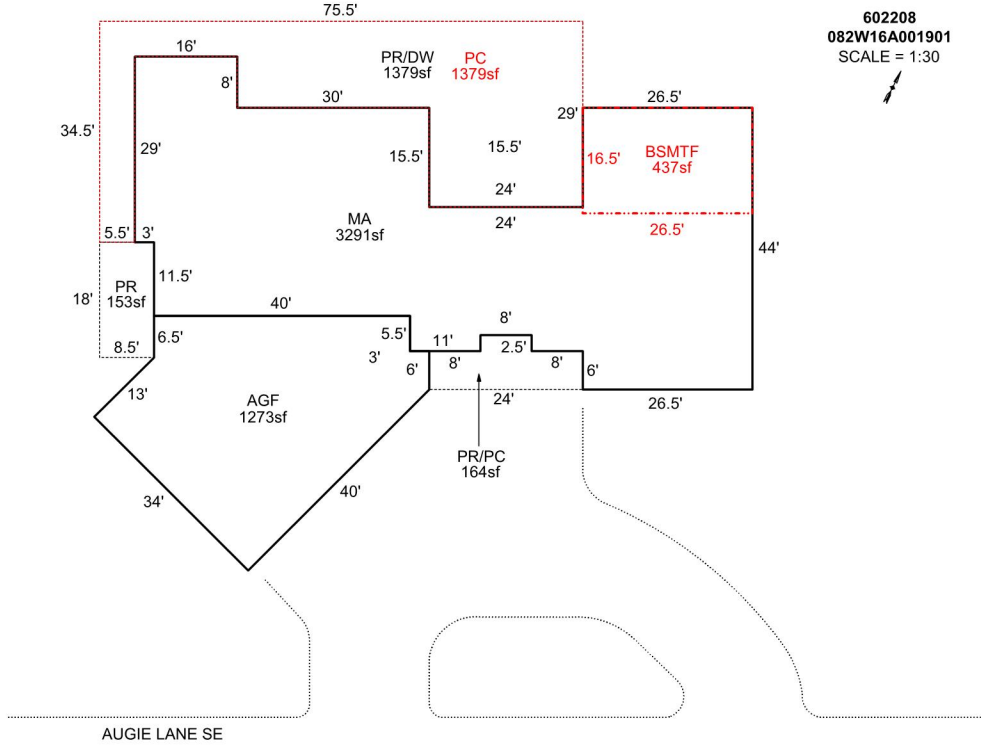 75.5'
602208
082W16A001901
SCALE = 1:30
16'
PR/DW
1379sf
PC
1379sf
8'
30'
29'
26.5'
34.5'
29'
15.5'
15.5'
16.5'
BSMTF
437sf
24'
MA
3291sf
24'
26.5'
5.5'
3'
44'
PR
153sf
11.5'
18'
40'
8'
6.5'
5.5'
11'
2.5'
8.5'
3'
6'
8'
8'
6'
13'
AGF
1273sf
24'
26.5'
PR/PC
164sf
34'
40'
AUGIE LANE SE